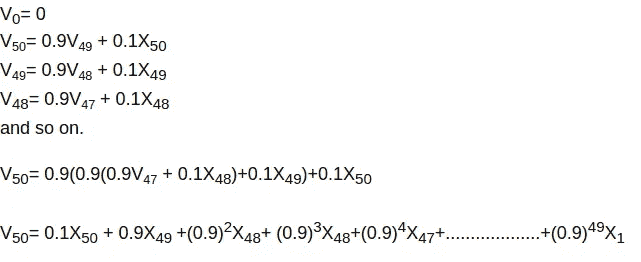 V₀= 0
V₅₀= 0.9V₄₉ + 0.1X₅₀
V₄₉= 0.9V₄₈ + 0.1X₄₉
V₄₈= 0.9V₄₇ + 0.1X₄₈
and so on.
V₅₀= 0.9(0.9(0.9V₄₇ + 0.1X₄₈)+0.1X₄₉)+0.1X₅₀
V₅₀= 0.1X₅₀ + 0.9X₄₉ +(0.9)²X₄₈+ (0.9)³X₄₈+(0.9)⁴X₄₇+...................+(0.9)⁴⁹X₁